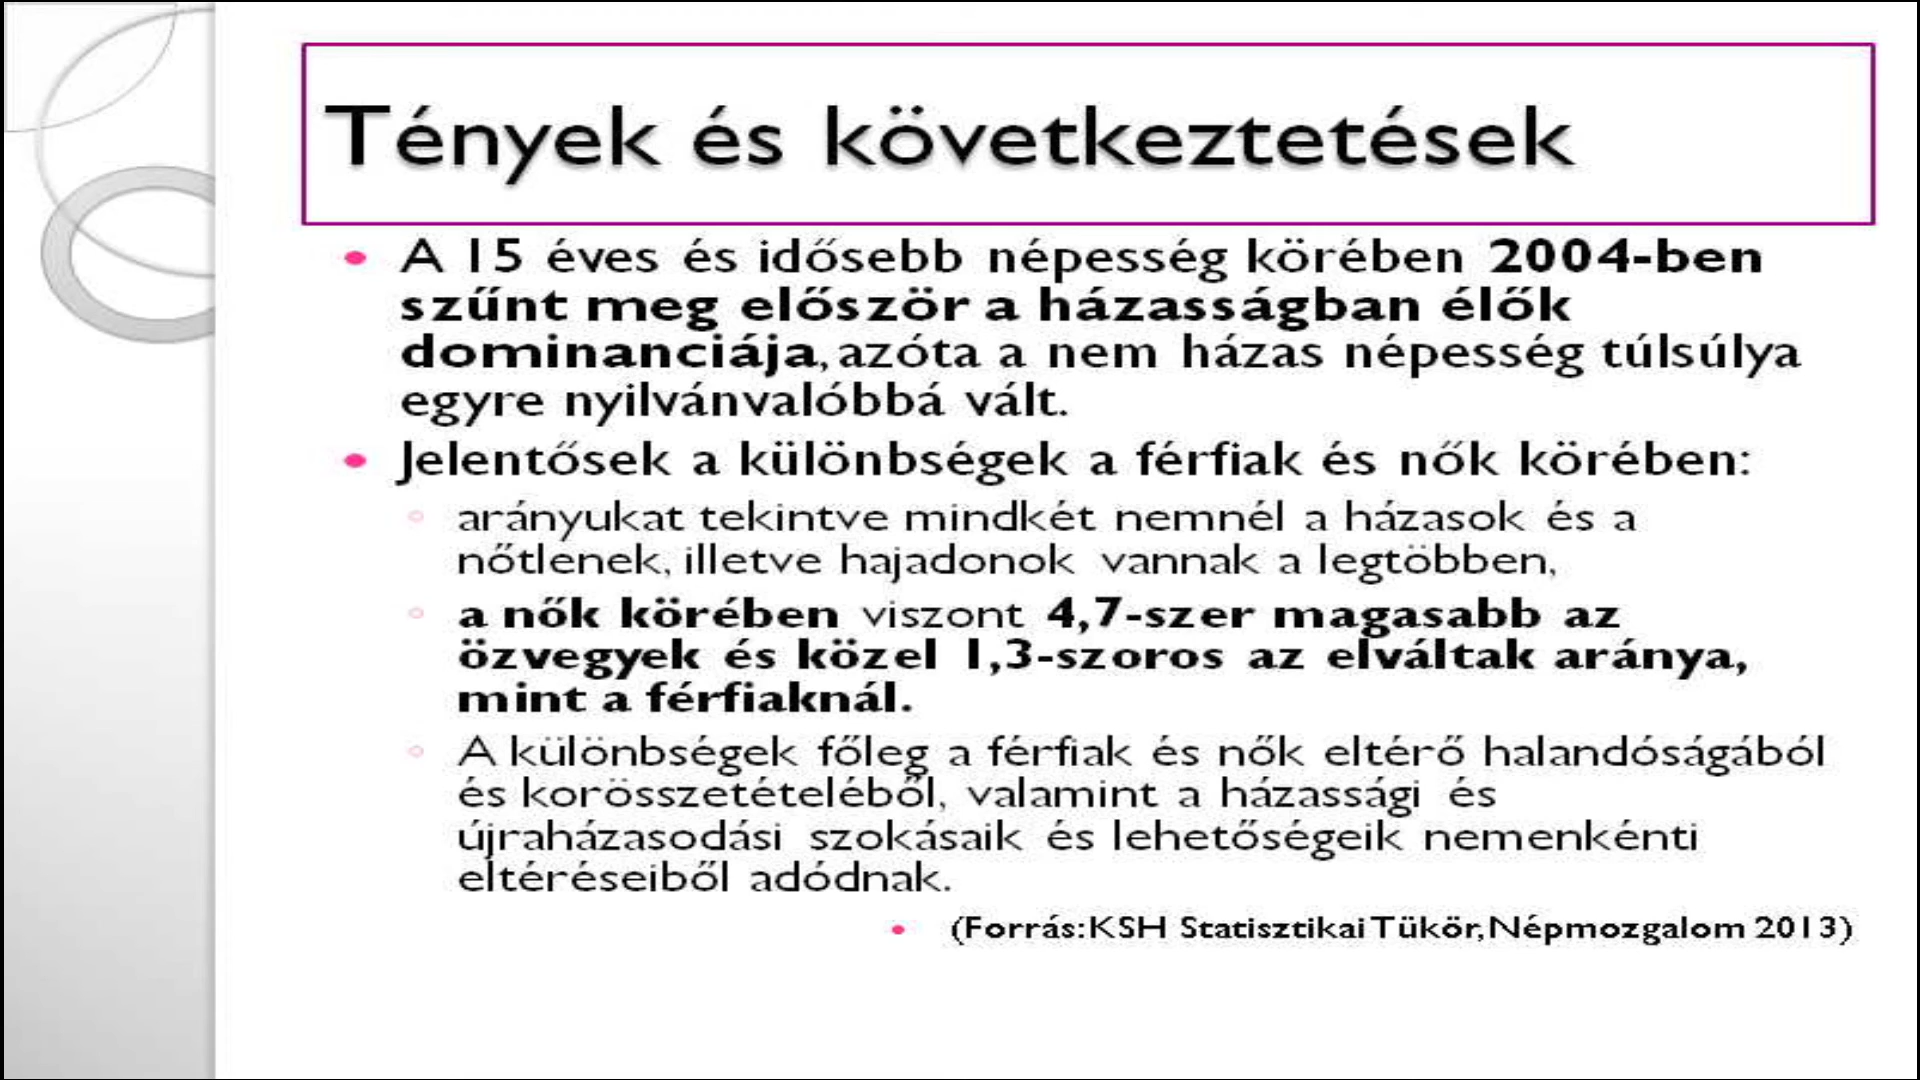 Tények és következtetések
A 15 éves és idősebb népesség körében 2004-ben
szűnt meg először a házasságban élők
dominanciája, azóta a nem házas népesség túlsúlya
egyre nyilvánvalóbbá vált.
Jelentősek a különbségek a férfiak és nők körében:
arányukat tekintve mindkét nemnél a házasok és a
nőtlenek, illetve hajadonok vannak a legtöbben,
a nők körében viszont 4,7-szer magasabb az
özvegyek és közel 1,3-szoros az elváltak aránya,
mint a férfiaknál.
A különbségek főleg a férfiak és nők eltérő halandóságából
és korösszetételéből, valamint a házassági és
újraházasodási szokásaik és lehetőségeik nemenkénti
eltéréseiből adódnak.
(Forrás: KSH Statisztikai Tükör, Népmozgalom 2013)